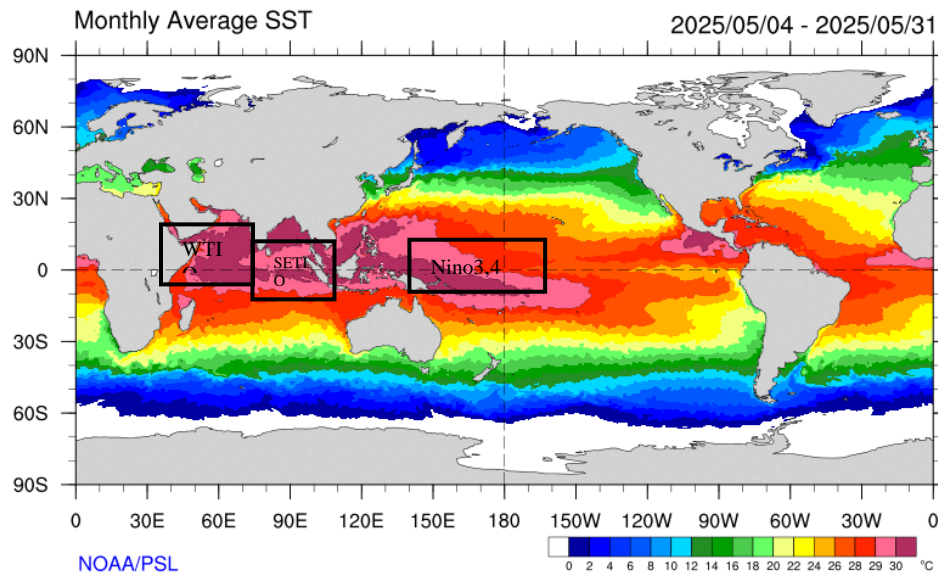 Monthly Average SST 2025/05/04 - 2025/05/31
90N
60N
30N
0
30S
60S
90S
WTI
O
SETI
O
Nino3,4
0 30E 60E 90E 120E 150E 180 150W 120W 90W 60W 30W 0
NOAA/PSL
0 2 4 6 8 10 12 14 16 18 20 22 24 26 28 29 30 °C